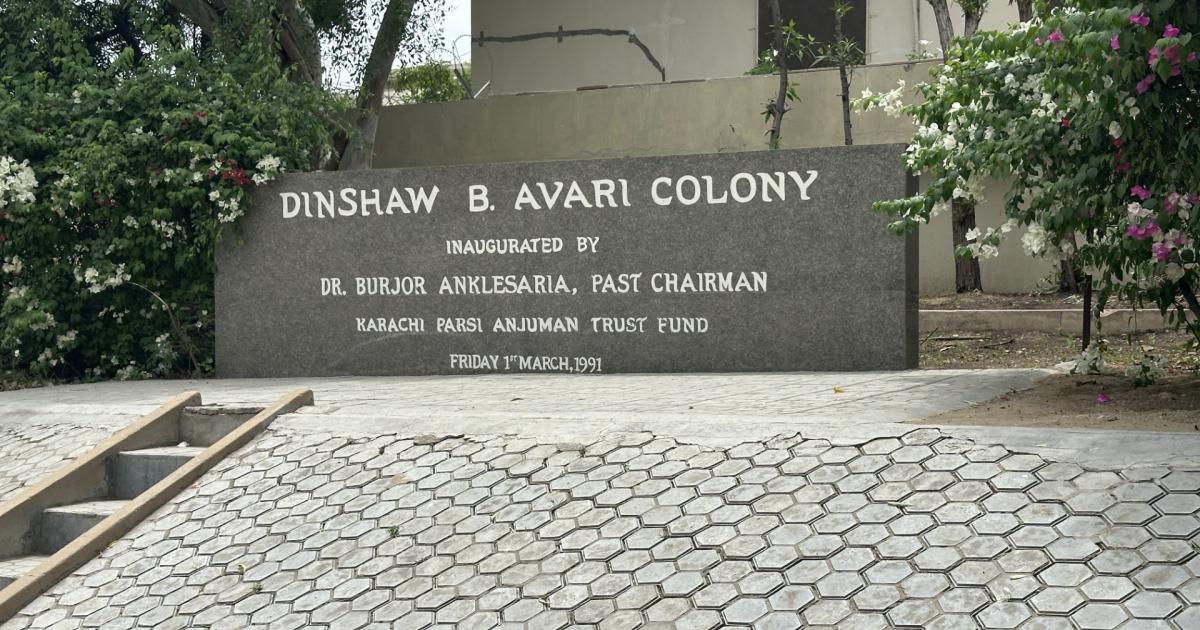 DINSHAW B. AVARI COLONY
INAUGURATED BY
DR. BURJOR ANKLESARIA, PAST CHAIRMAN
KARACHI PARSI ANJUMAN TRUST FUND
FRIDAY 1ST MARCH,1991